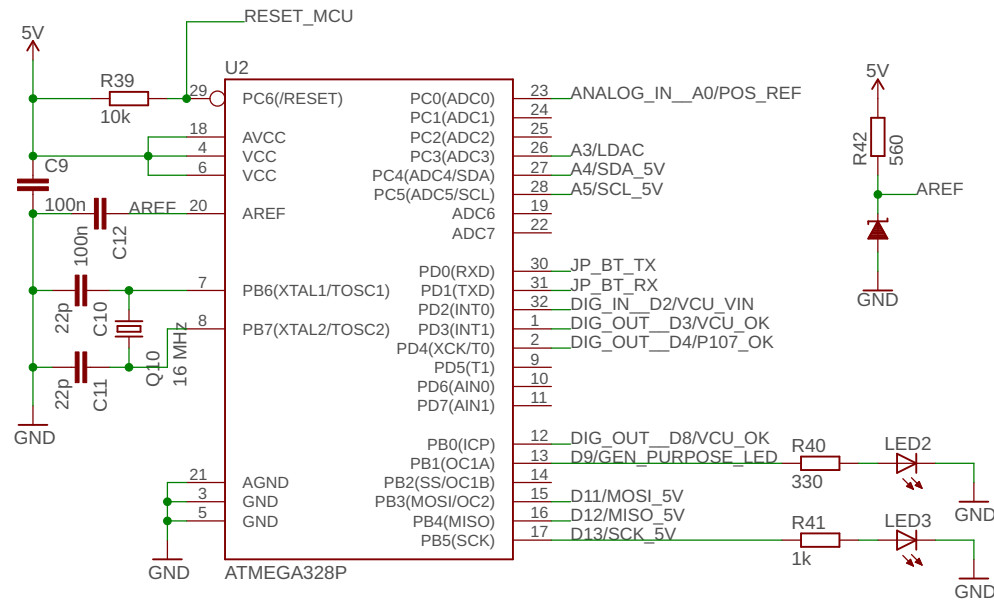 RESET_MCU
5V
U2
R39
10k
29
PC6(/RESET)
18
AVCC
4
VCC
6
VCC
C9
100n
AREF
20
AREF
100n
C12
7
PB6(XTAL1/TOSC1)
22p
C10
8
PB7(XTAL2/TOSC2)
Q10
16 MHz
22p
C11
GND
21
AGND
3
GND
5
GND
GND
ATMEGA328P
PC0(ADC0)
23
ANALOG_IN__A0/POS_REF
PC1(ADC1)
24
PC2(ADC2)
25
PC3(ADC3)
26
A3/LDAC
PC4(ADC4/SDA)
27
A4/SDA_5V
PC5(ADC5/SCL)
28
A5/SCL_5V
ADC6
19
ADC7
22
PD0(RXD)
30
JP_BT_TX
PD1(TXD)
31
JP_BT_RX
PD2(INT0)
32
DIG_IN__D2/VCU_VIN
PD3(INT1)
1
DIG_OUT__D3/VCU_OK
PD4(XCK/T0)
2
DIG_OUT__D4/P107_OK
PD5(T1)
9
PD6(AIN0)
10
PD7(AIN1)
11
PB0(ICP)
12
DIG_OUT__D8/VCU_OK
PB1(OC1A)
13
D9/GEN_PURPOSE_LED
PB2(SS/OC1B)
14
PB3(MOSI/OC2)
15
D11/MOSI_5V
PB4(MISO)
16
D12/MISO_5V
PB5(SCK)
17
D13/SCK_5V
R40
330
LED2
GND
R41
1k
LED3
GND
5V
R42
560
AREF
GND